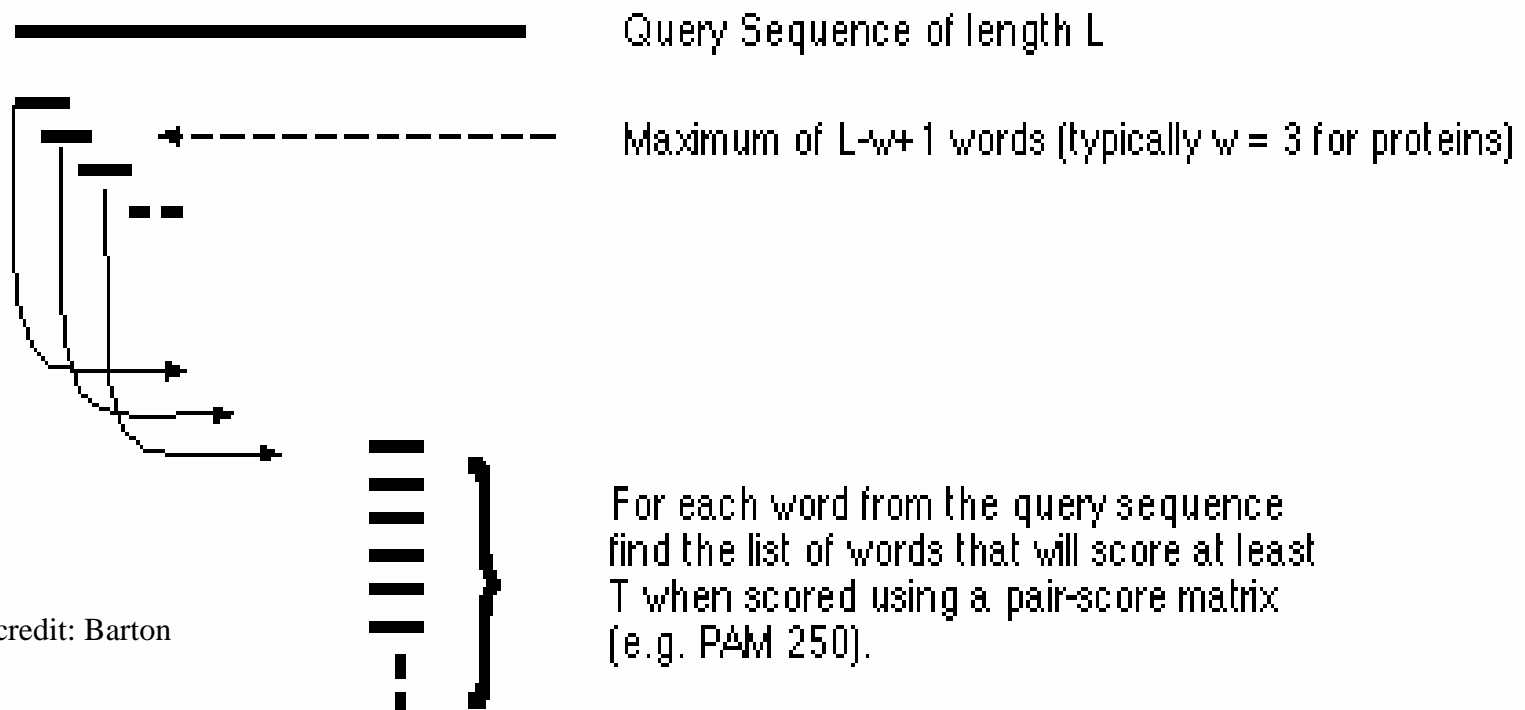 Query Sequence of length L
Maximum of L-w+1 words (typically w = 3 for proteins)
For each word from the query sequence
find the list of words that will score at least
T when scored using a pair-score matrix
(e.g. PAM 250).
credit: Barton